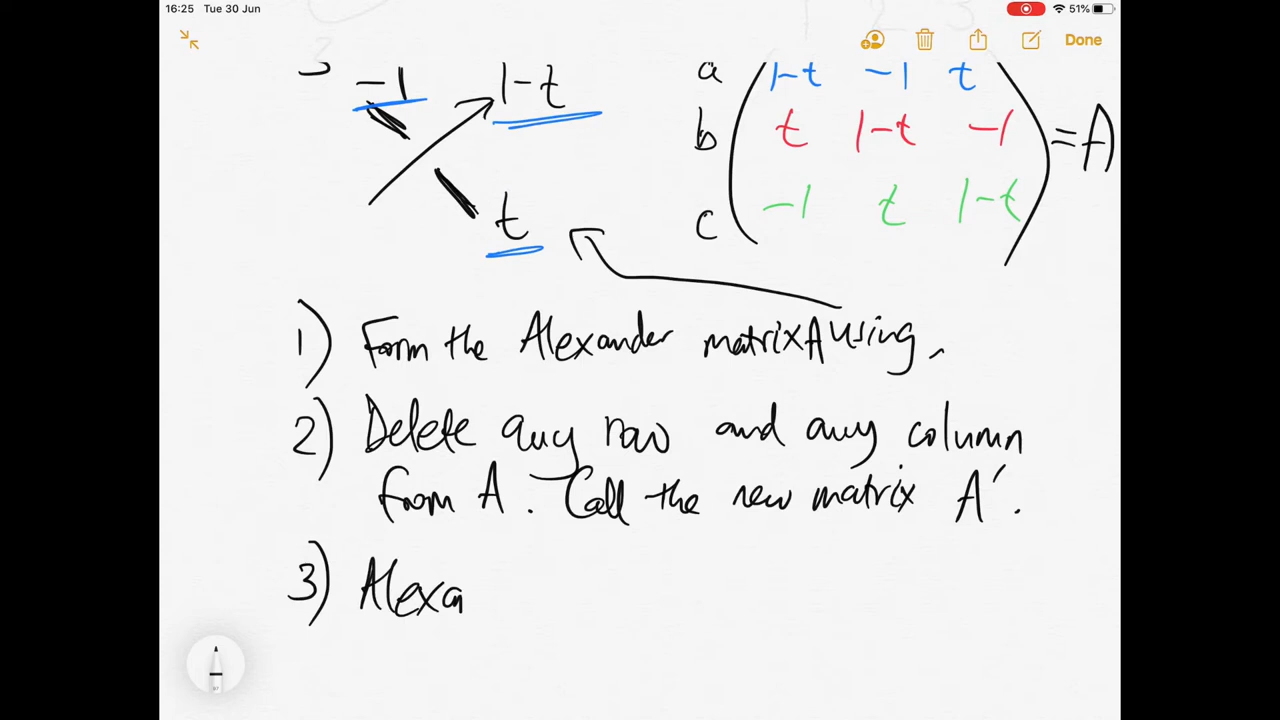 16:25 Tue 30 Jun 51%
Done
-1 1-t a 1-t -1 t
b t 1-t -1 = A
t c -1 t 1-t
1) Form the Alexander matrix A using
2) Delete any row and any column
from A. Call the new matrix A'.
3) Alexa